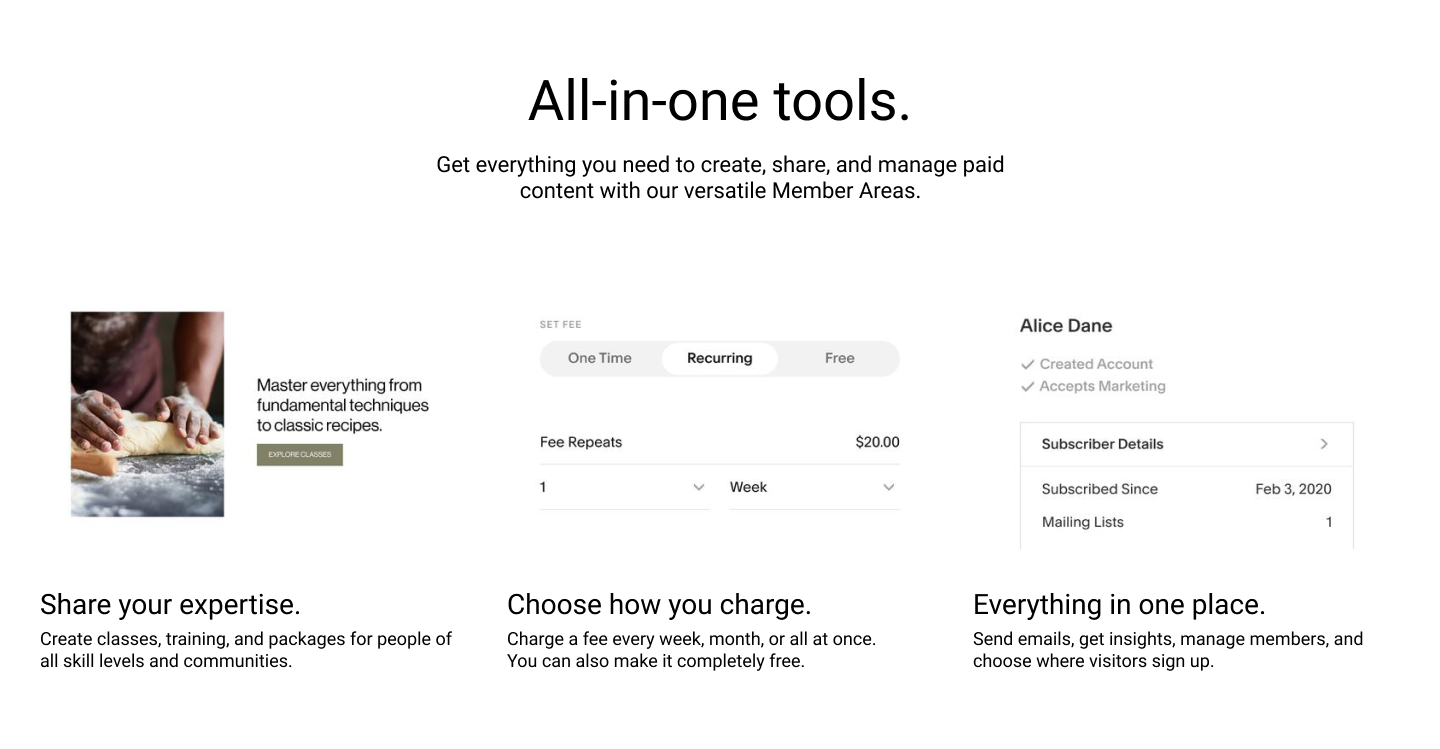 All-in-one tools.
Get everything you need to create, share, and manage paid
content with our versatile Member Areas.
Master everything from
fundamental techniques
to classic recipes.
EXPLORE CLASSES
SET FEE
One Time Recurring Free
Fee Repeats $20.00
1 Week
Alice Dane
Created Account
Accepts Marketing
Subscriber Details
Subscribed Since Feb 3, 2020
Mailing Lists 1
Share your expertise.
Create classes, training, and packages for people of
all skill levels and communities.
Choose how you charge.
Charge a fee every week, month, or all at once.
You can also make it completely free.
Everything in one place.
Send emails, get insights, manage members, and
choose where visitors sign up.